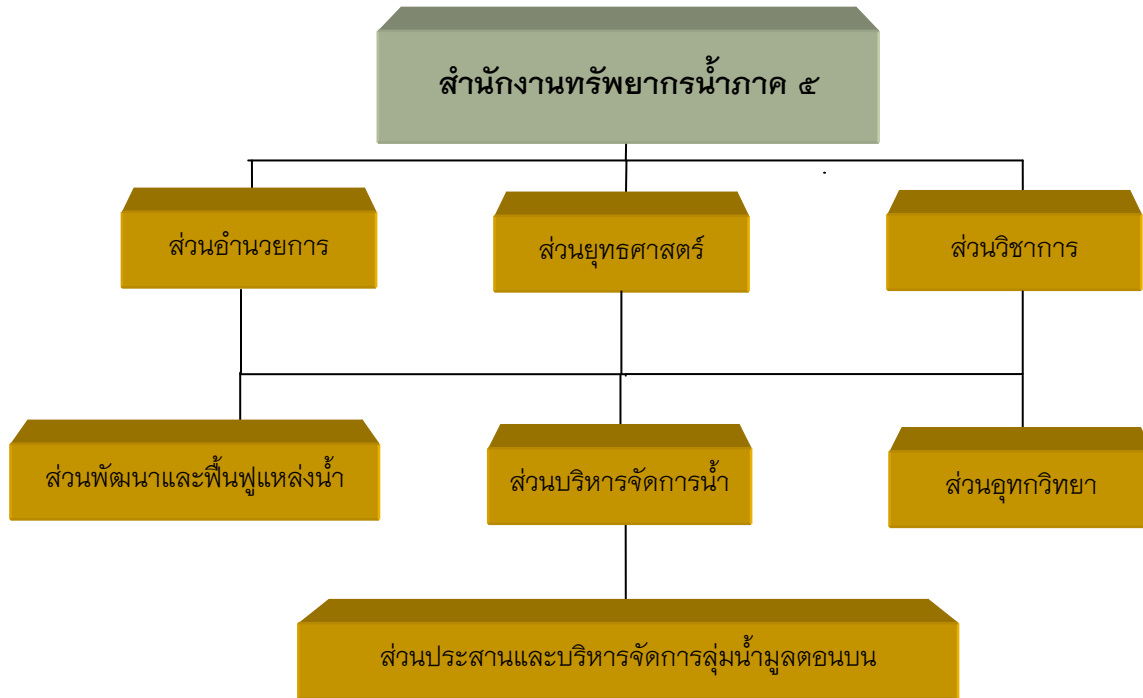 สำนักงานทรัพยากรน้ำภาค ๕
ส่วนอำนวยการ
ส่วนยุทธศาสตร์
ส่วนวิชาการ
ส่วนพัฒนาและฟื้นฟูแหล่งน้ำ
ส่วนบริหารจัดการน้ำ
ส่วนอุทกวิทยา
ส่วนประสานและบริหารจัดการลุ่มน้ำมูลตอนบน